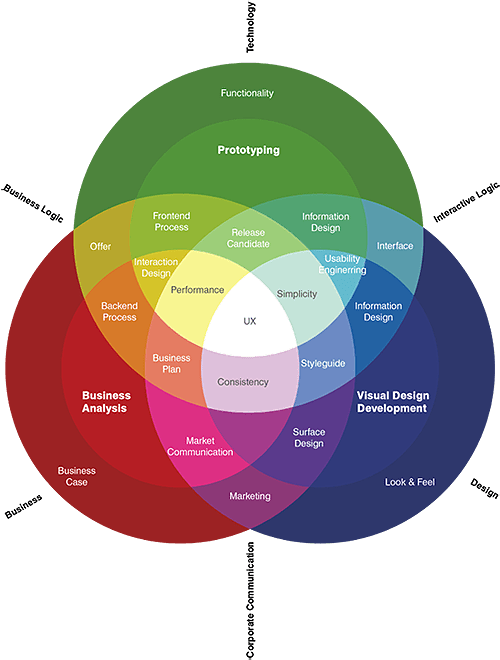 Technology
Functionality
Prototyping
.Business Logic
Interactive Logic
Frontend
Process
Information
Design
Release
Candidate
Offer
Interface
Interaction
Design
Usability
Enginerring
Performance
Simplicity
Backend
Process
Information
Design
UX
Business
Plan
Styleguide
Consistency
Business
Analysis
Visual Design
Development
Market
Communication
Surface
Design
Business
Case
Look & Feel
Marketing
Business
Design
.Corporate Communication